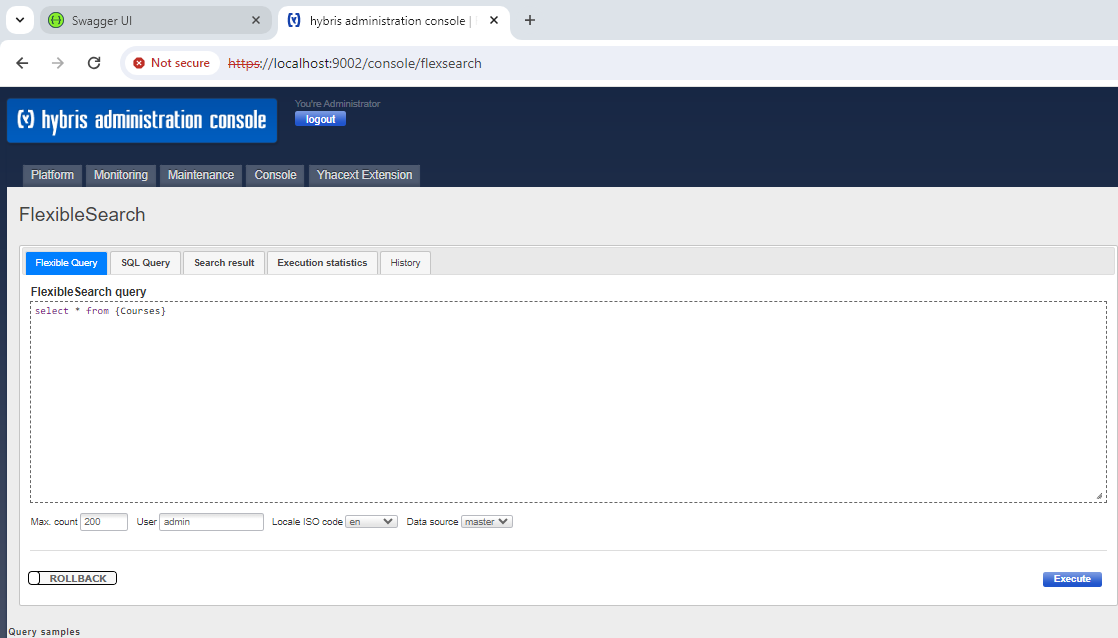 Swagger UI
hybris administration console |
Not secure https://localhost:9002/console/flexsearch
hybris administration console
You're Administrator
logout
Platform Monitoring Maintenance Console Yhacext Extension
FlexibleSearch
Flexible Query SQL Query Search result Execution statistics History
FlexibleSearch query
select * from {Courses}
Max. count 200 User admin Locale ISO code en Data source master
ROLLBACK Execute
Query samples